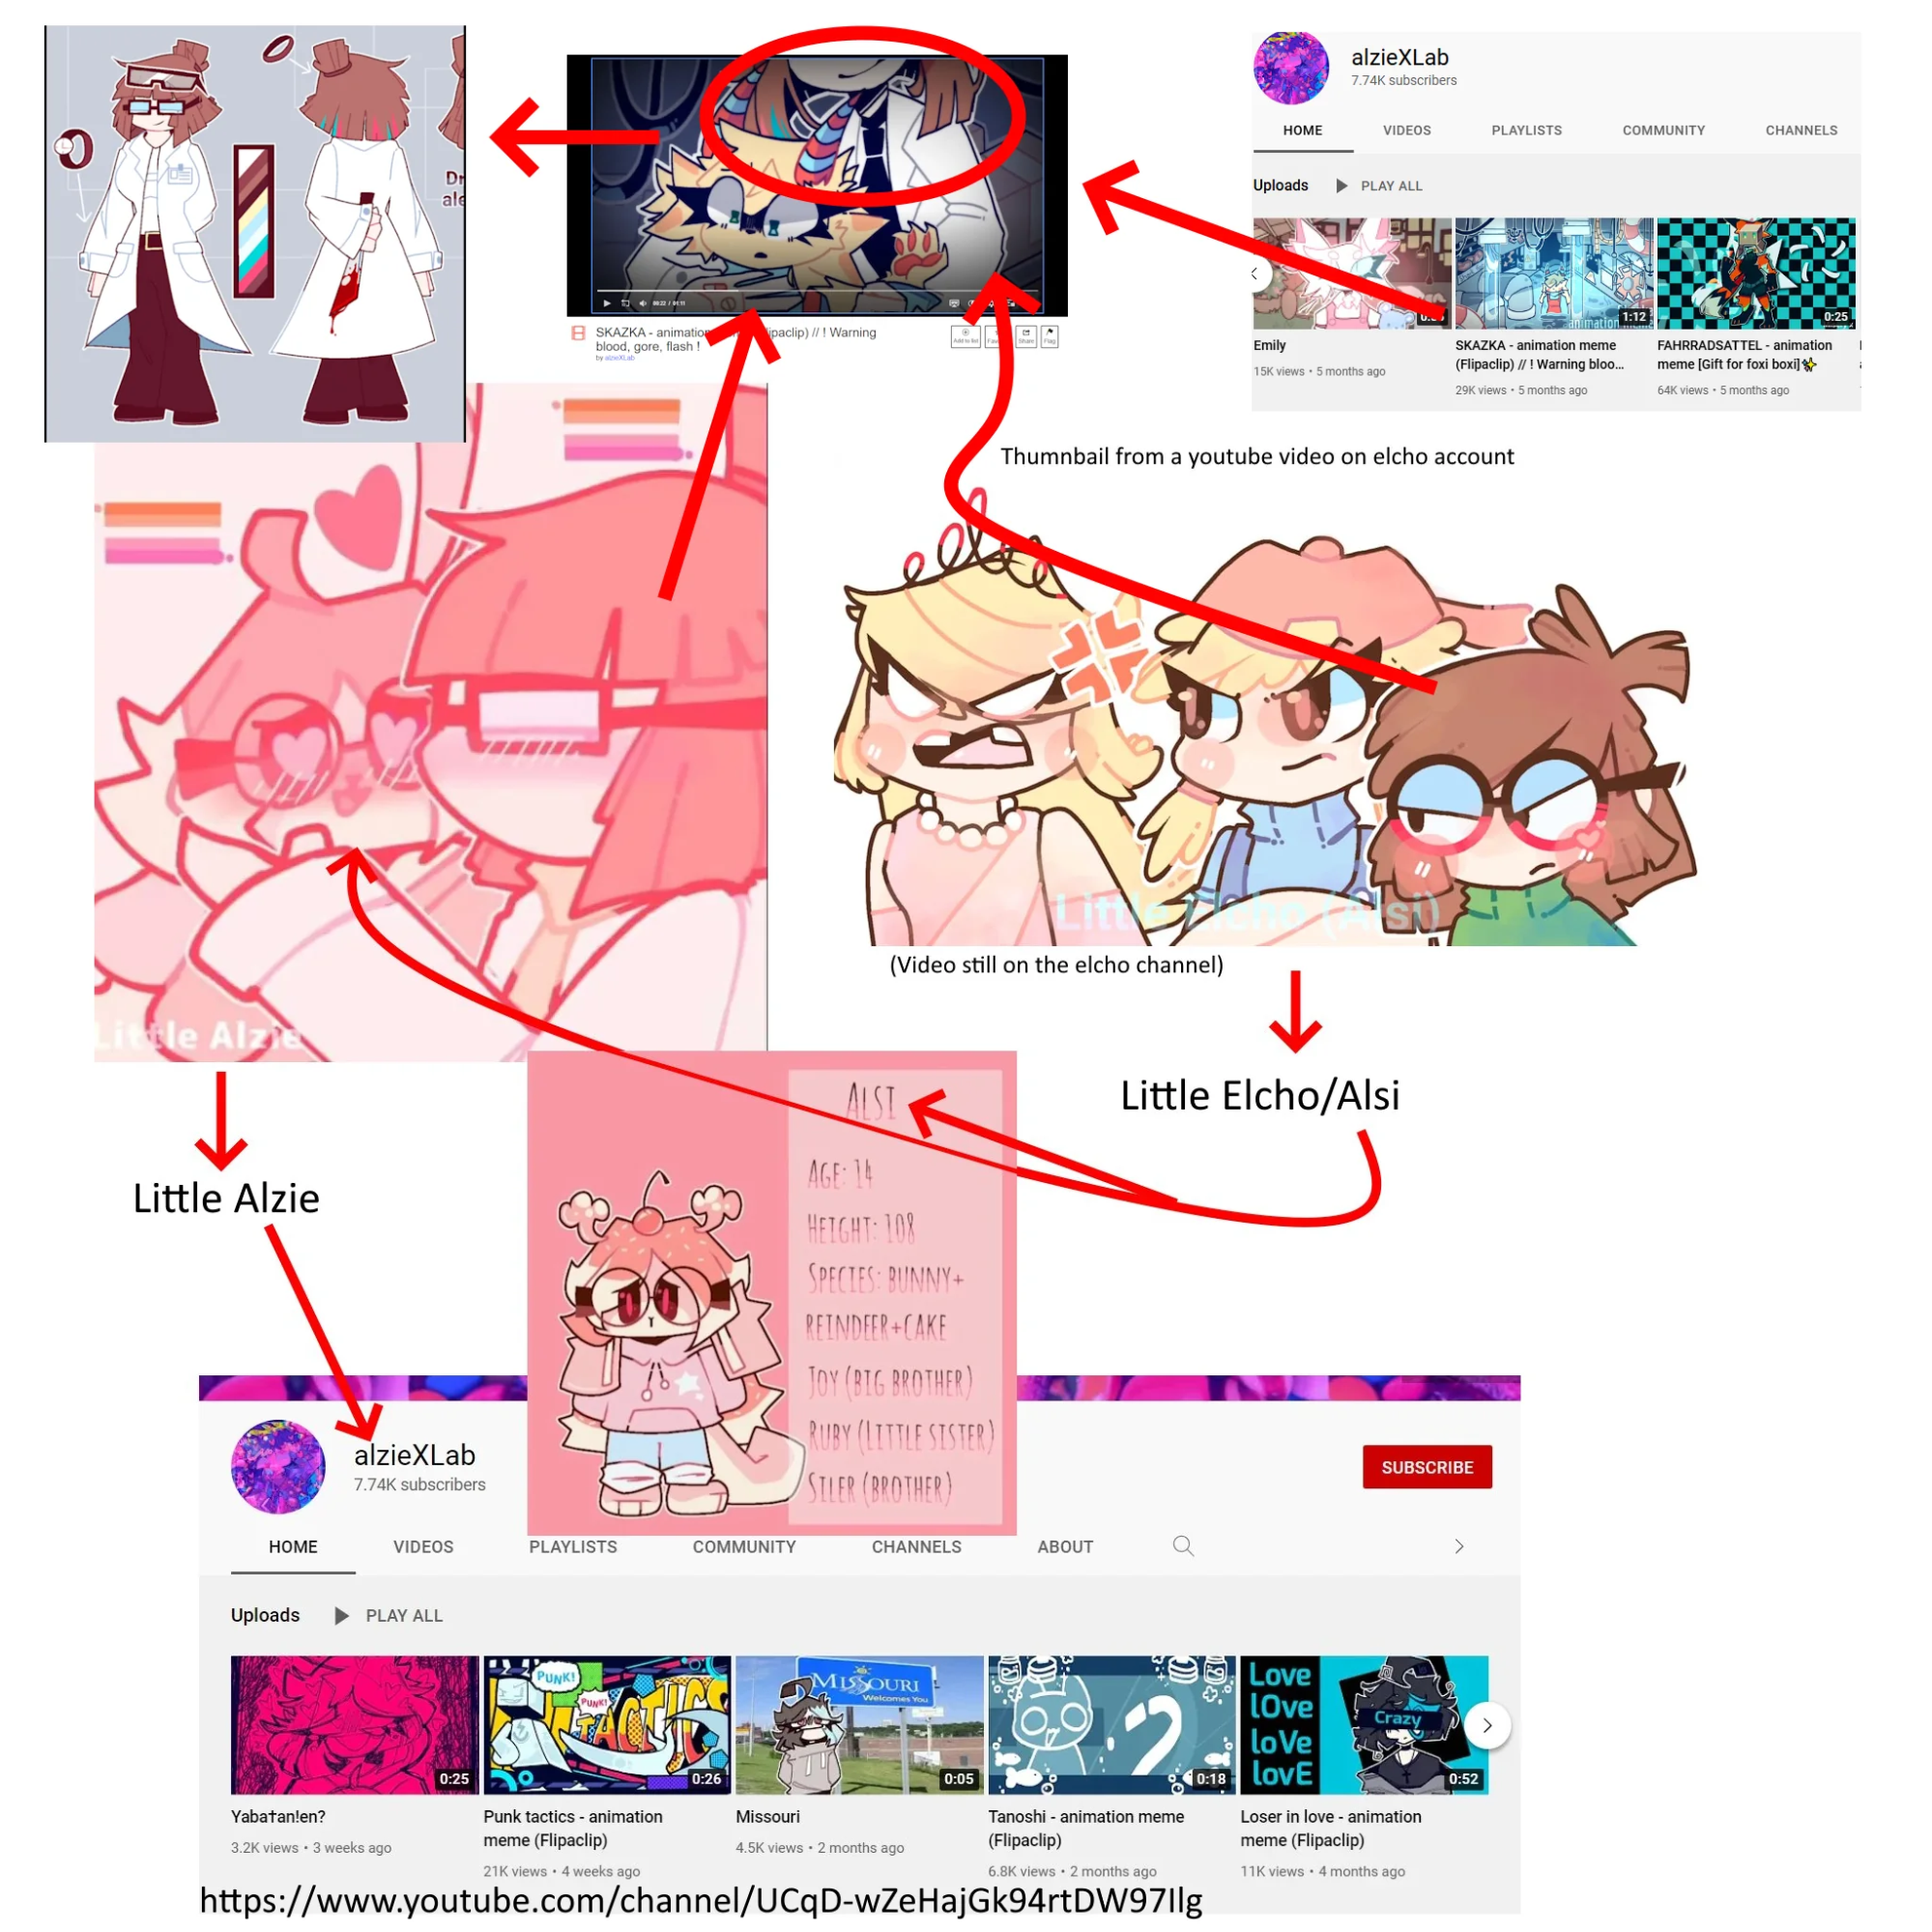 Dr
ale
SKAZKA - animation
lipaclip) // ! Warning
blood, gore, flash !
by alzieXLab
Add to list
Share
Flag
alzieXLab
7.74K subscribers
HOME
VIDEOS
PLAYLISTS
COMMUNITY
CHANNELS
Uploads
PLAY ALL
1:12
0:25
Emily
15K views • 5 months ago
SKAZKA - animation meme
(Flipaclip) // ! Warning bloo...
29K views • 5 months ago
FAHRRADSATTEL - animation
meme [Gift for foxi boxi]✨
64K views • 5 months ago
Thumnbail from a youtube video on elcho account
Little Elcho (Alsi)
(Video still on the elcho channel)
Little Elcho/Alsi
Little Alzie
Little Alzie
ALSI
AGE: 14
HEIGHT: 108
SPECIES: BUNNY+
REINDEER+CAKE
JOY (BIG BROTHER)
RUBY (LITTLE SISTER)
SILER (BROTHER)
alzieXLab
7.74K subscribers
SUBSCRIBE
HOME
VIDEOS
PLAYLISTS
COMMUNITY
CHANNELS
ABOUT
Uploads
PLAY ALL
0:25
PUNK!
PUNK!
TACTICS
0:26
MISSOURI
Welcomes You
0:05
0:18
Love
lOve
loVe
lovE
Crazy
0:52
Yaba†an!en?
3.2K views • 3 weeks ago
Punk tactics - animation
meme (Flipaclip)
21K views • 4 weeks ago
Missouri
4.5K views • 2 months ago
Tanoshi - animation meme
(Flipaclip)
6.8K views • 2 months ago
Loser in love - animation
meme (Flipaclip)
11K views • 4 months ago
https://www.youtube.com/channel/UCqD-wZeHajGk94rtDW97Ilg